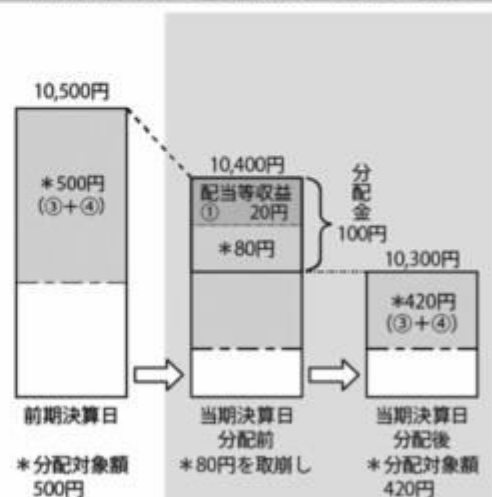 10,500円
*500円
(③+④)
前期決算日
*分配対象額
500円
10,400円
配当等収益
① 20円
*80円
分配金
100円
当期決算日
分配前
*80円を取崩し
10,300円
*420円
(③+④)
当期決算日
分配後
*分配対象額
420円